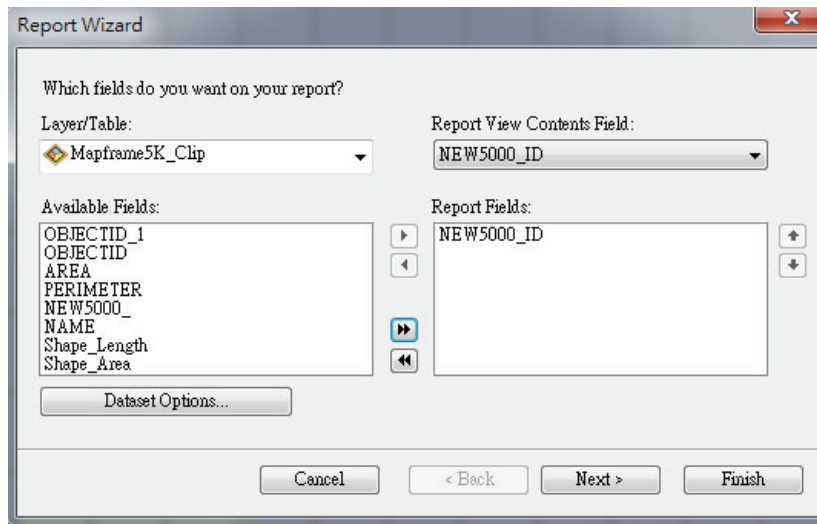 Report Wizard
Which fields do you want on your report?
Layer/Table:
Mapframe5K_Clip
Report View Contents Field:
NEW5000_ID
Available Fields:
OBJECTID_1
OBJECTID
AREA
PERIMETER
NEW5000_
NAME
Shape_Length
Shape_Area
Report Fields:
NEW5000_ID
Dataset Options...
Cancel
< Back
Next >
Finish